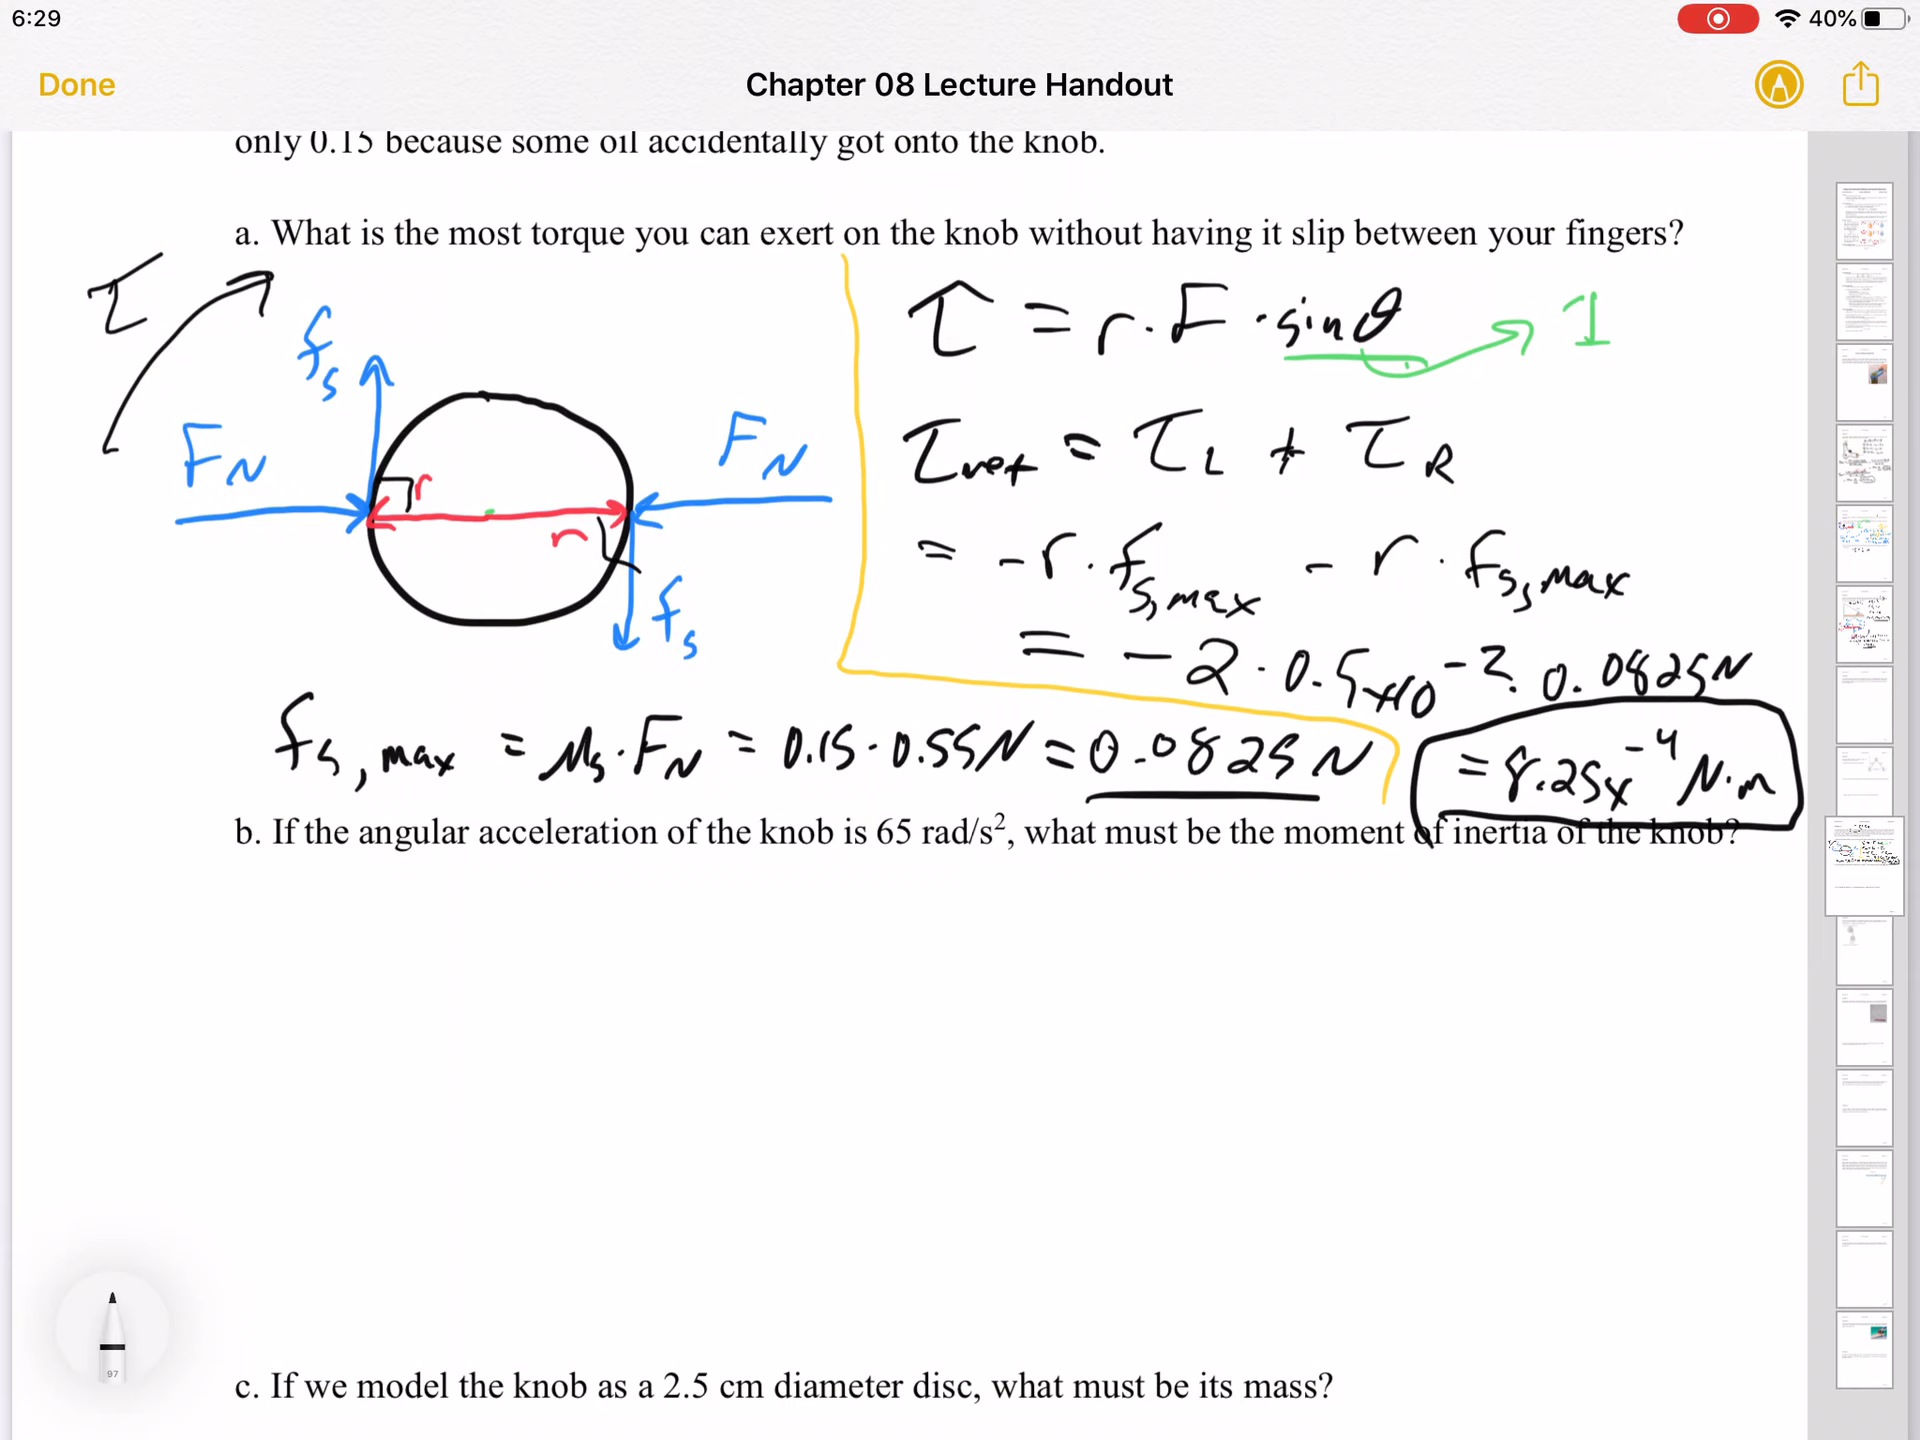 6:29
40%
Done
Chapter 08 Lecture Handout
only 0.15 because some oil accidentally got onto the knob.
a. What is the most torque you can exert on the knob without having it slip between your fingers?
τ
fs
FN
FN
r
r
fs
τ = r · F · sinθ → 1
τnet = τL + τR
= - r · fs,max - r · fs,max
= - 2 · 0.5x10⁻² · 0.0825N
fs,max = μs · FN = 0.15 · 0.55N = 0.0825 N
= 8.25x⁻⁴ N·m
b. If the angular acceleration of the knob is 65 rad/s², what must be the moment of inertia of the knob?
97
c. If we model the knob as a 2.5 cm diameter disc, what must be its mass?